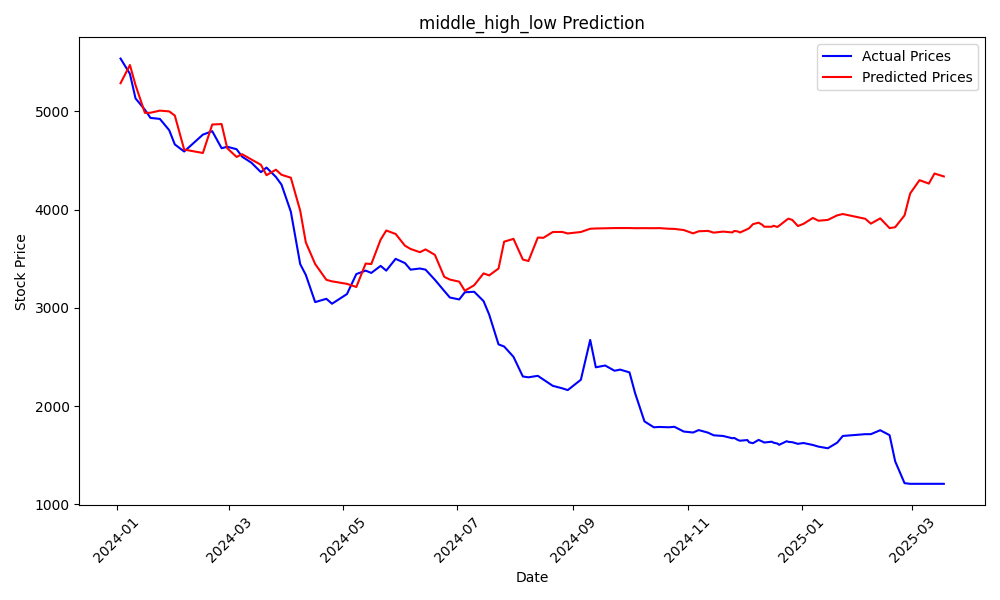 middle_high_low Prediction
Actual Prices
Predicted Prices
Stock Price
5000
4000
3000
2000
1000
2024-01
2024-03
2024-05
2024-07
2024-09
2024-11
2025-01
2025-03
Date